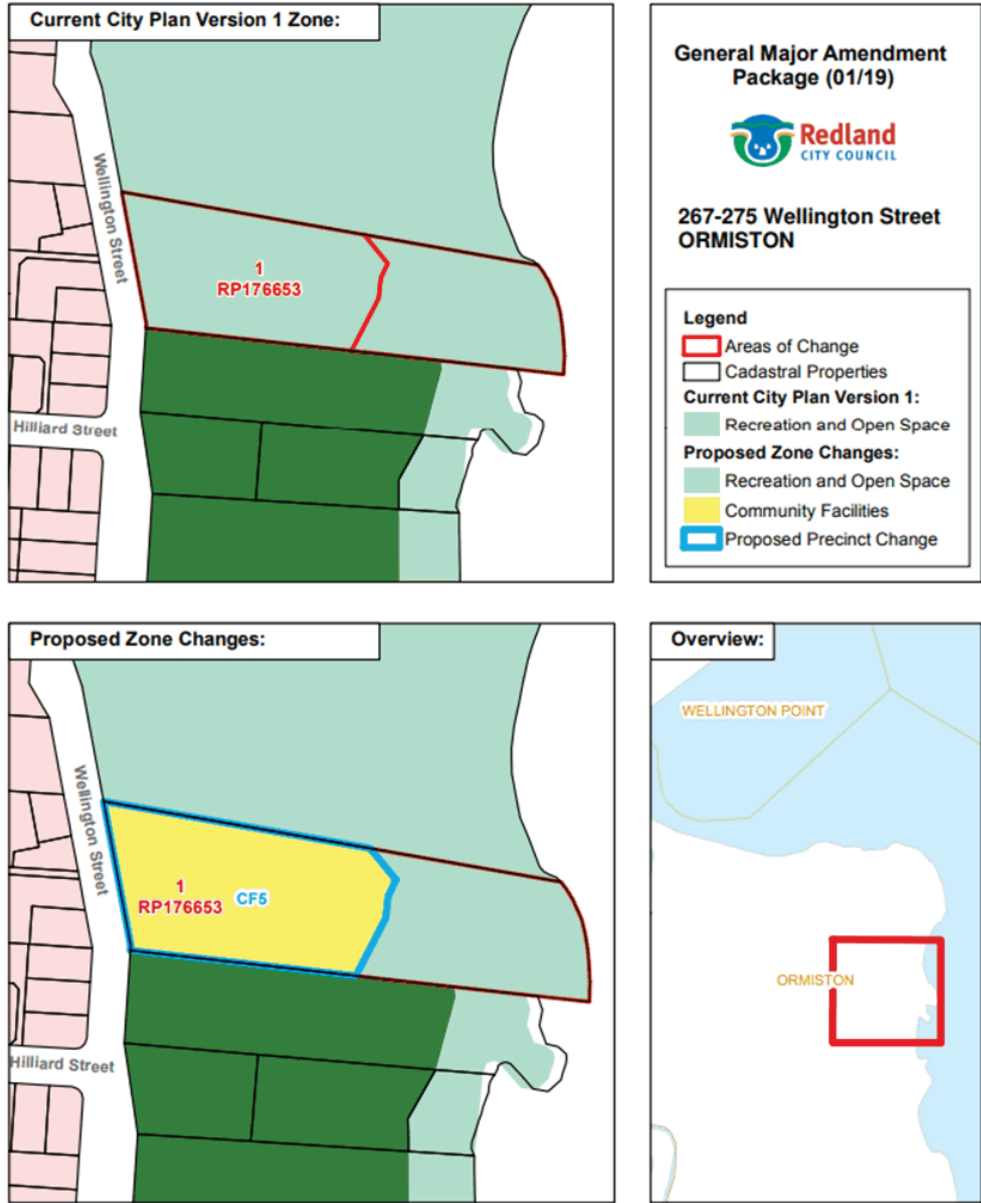 Current City Plan Version 1 Zone:
Wellington Street
1
RP176653
Hilliard Street
General Major Amendment
Package (01/19)
Redland
CITY COUNCIL
267-275 Wellington Street
ORMISTON
Legend
Areas of Change
Cadastral Properties
Current City Plan Version 1:
Recreation and Open Space
Proposed Zone Changes:
Recreation and Open Space
Community Facilities
Proposed Precinct Change
Proposed Zone Changes:
Wellington Street
1
RP176653
CF5
Hilliard Street
Overview:
WELLINGTON POINT
ORMISTON